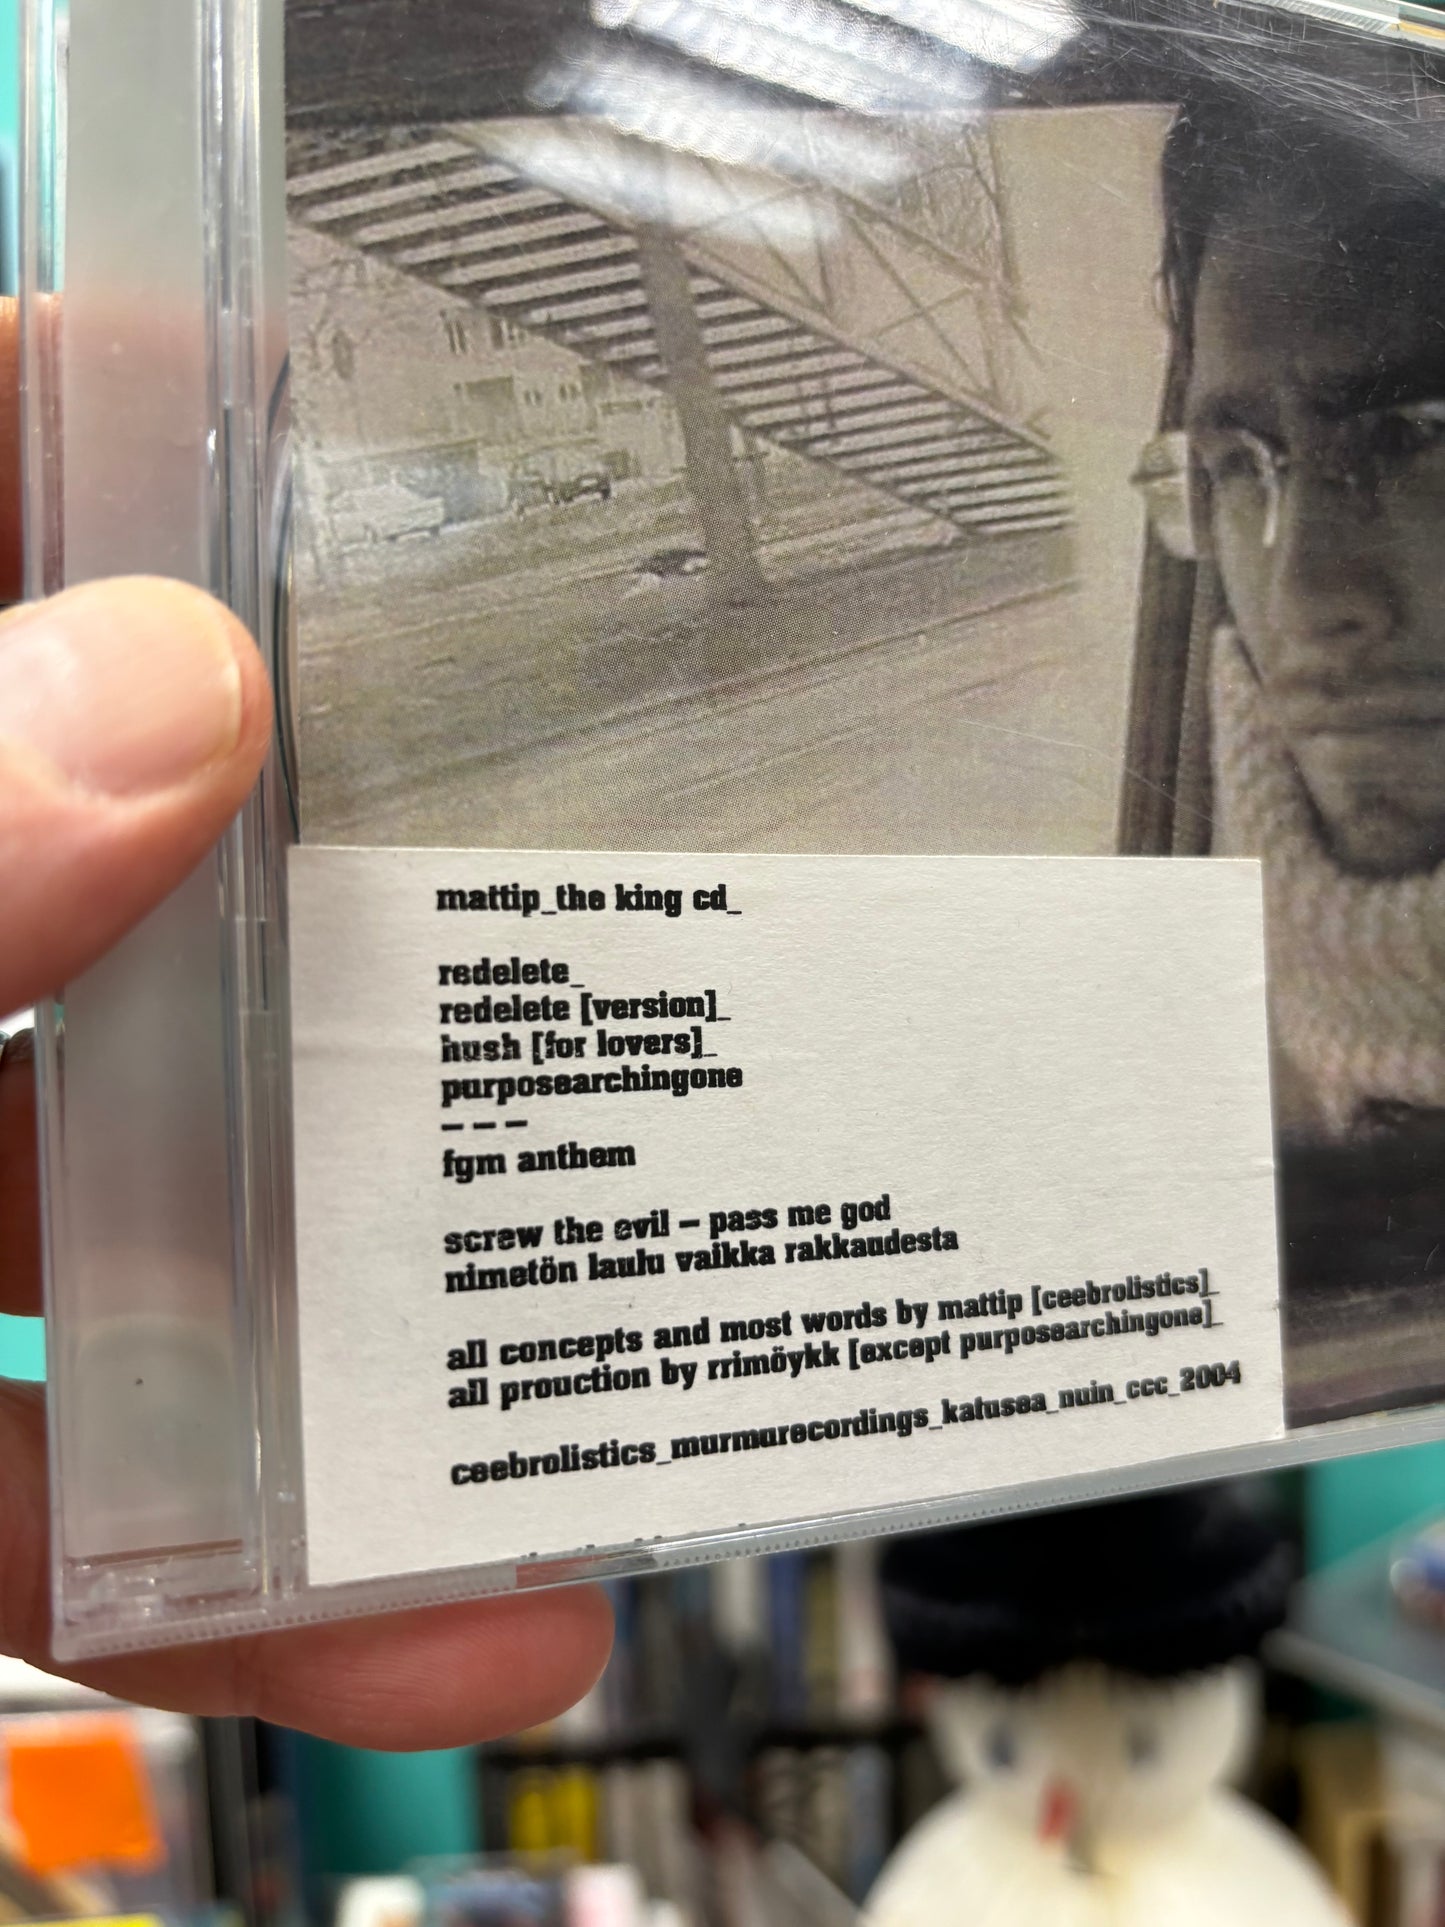 mattip_the king cd_
redelete_
redelete [version]_
hush [for lovers]_
purposearchingone
– – –
fgm anthem
screw the evil – pass me god
nimetön laulu vaikka rakkaudesta
all concepts and most words by mattip [ceebrolistics]_
all prouction by rrimöykk [except purposearchingone]_
ceebrolistics_murmurecordings_katusea_nuin_ccc_2004